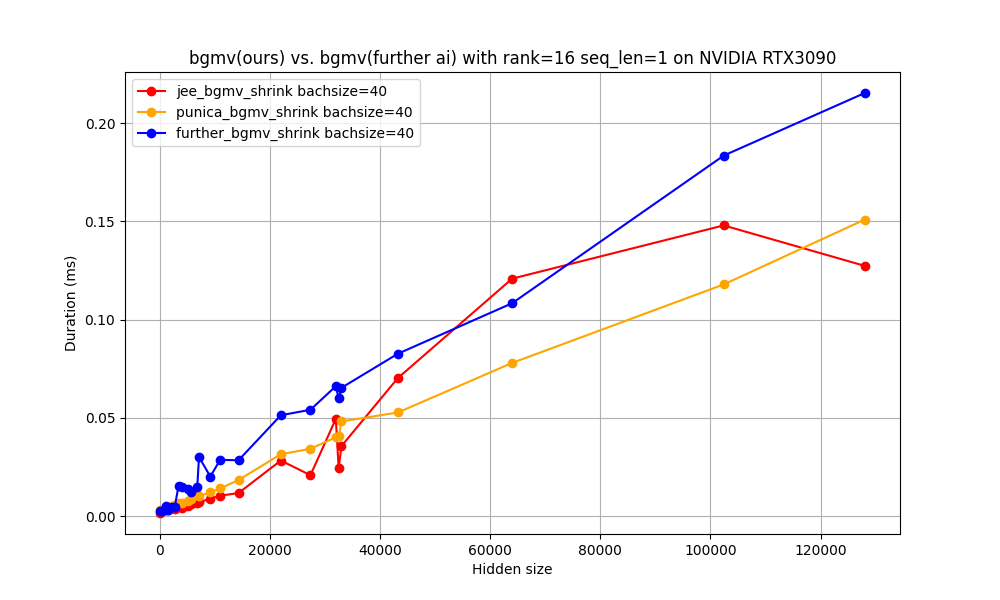 bgmv(ours) vs. bgmv(further ai) with rank=16 seq_len=1 on NVIDIA RTX3090
jee_bgmv_shrink bachsize=40
punica_bgmv_shrink bachsize=40
further_bgmv_shrink bachsize=40
Duration (ms)
0.20
0.15
0.10
0.05
0.00
0
20000
40000
60000
80000
100000
120000
Hidden size